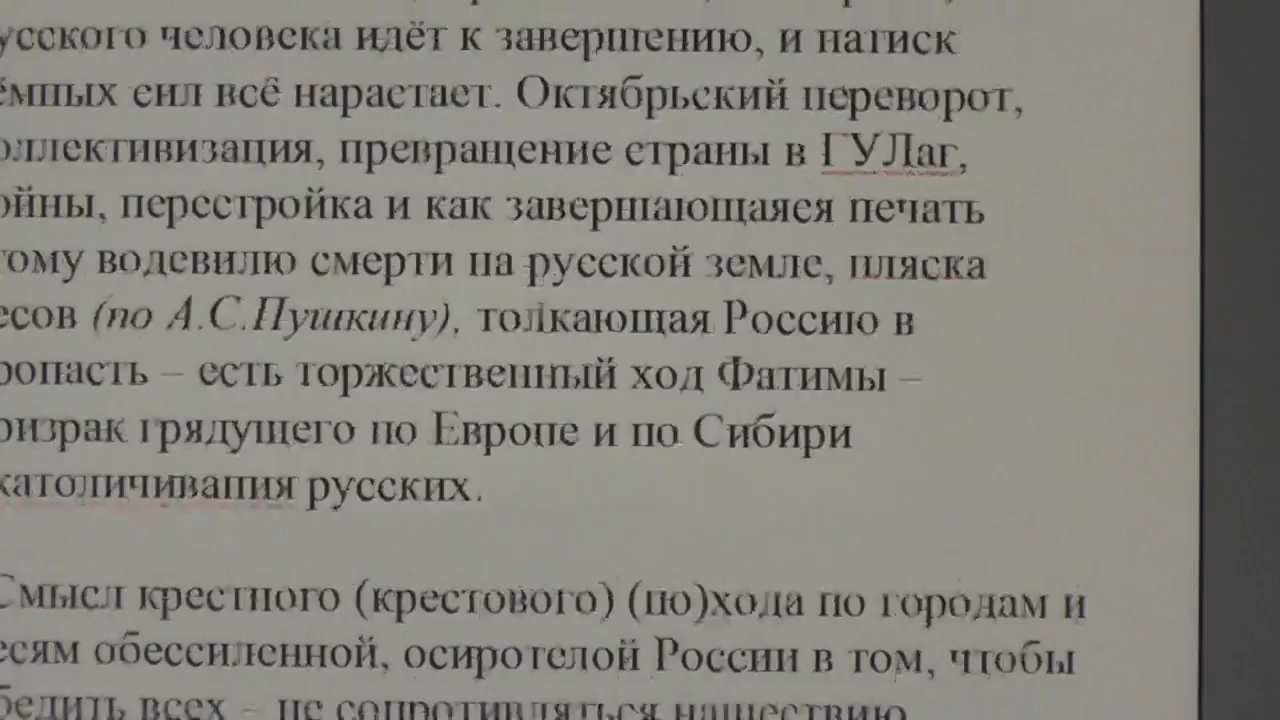 усского человека идёт к завершению, и натиск
ёмных сил всё нарастает. Октябрьский переворот,
оллективизация, превращение страны в ГУЛаг,
ойны, перестройка и как завершающаяся печать
тому водевилю смерти на русской земле, пляска
есов (по А.С.Пушкину), толкающая Россию в
ропасть – есть торжественный ход Фатимы –
ризрак грядущего по Европе и по Сибири
католичивания русских.
Смысл крестного (крестового) (по)хода по городам и
есям обессиленной, осиротелой России в том, чтобы
бедить всех – не сопротивляться нашествию